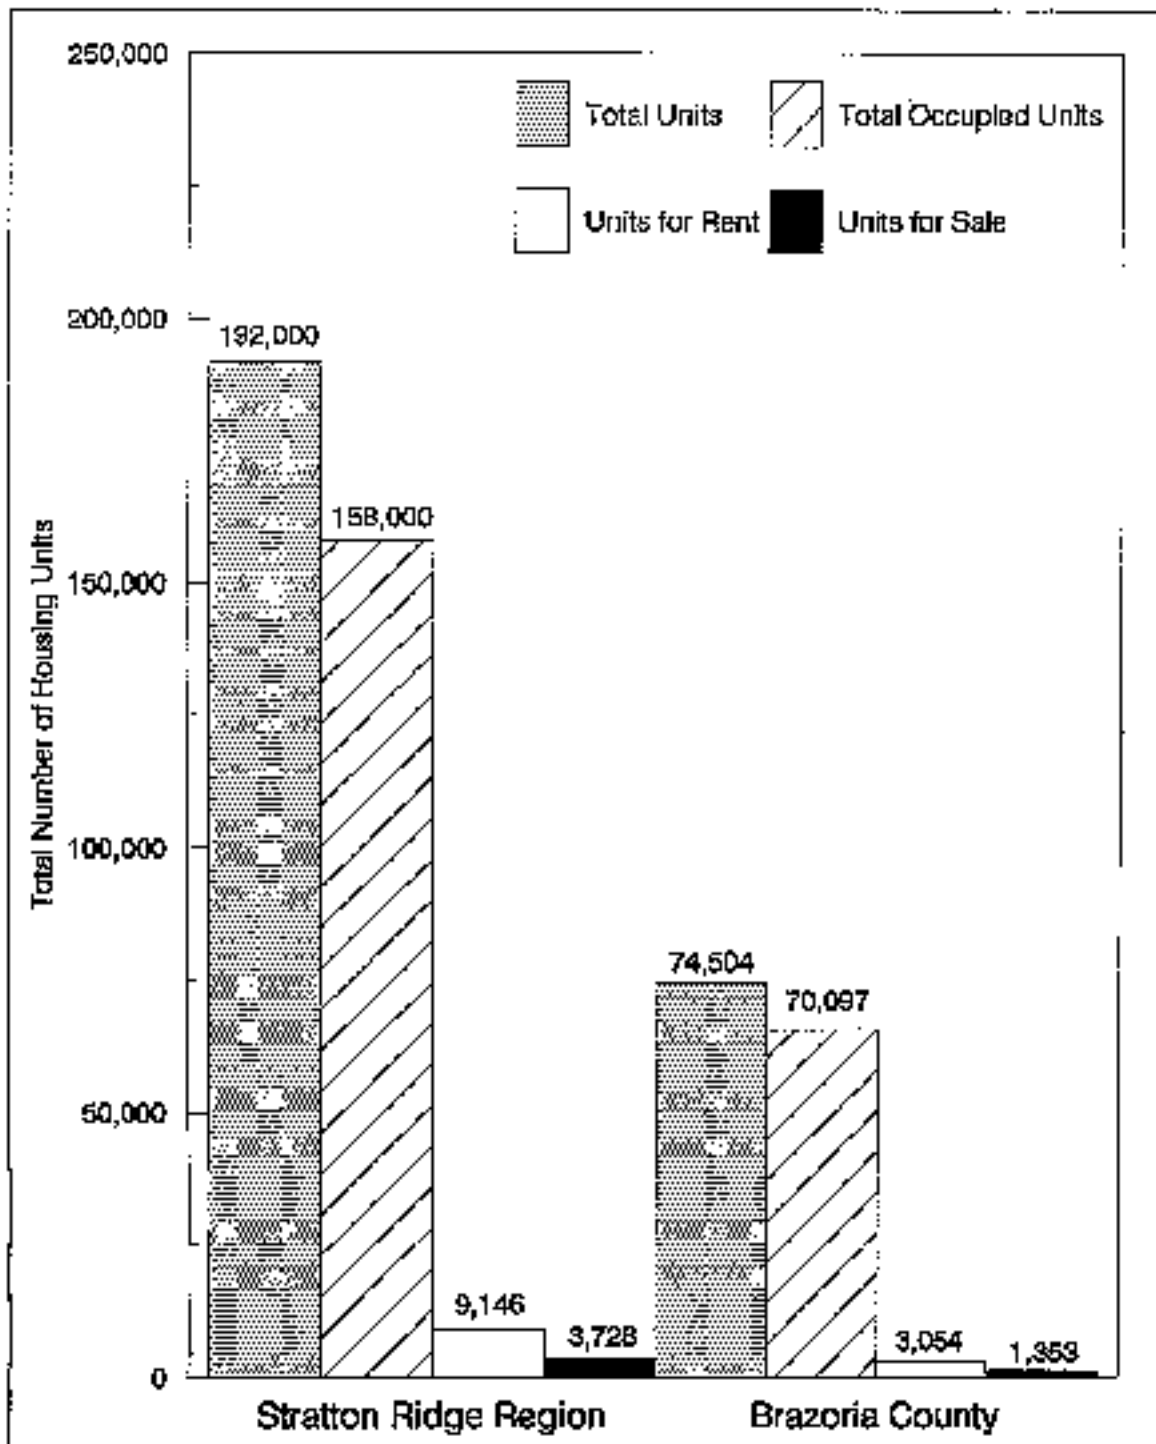 250,000
Total Units
Total Occupied Units
Units for Rent
Units for Sale
200,000
192,000
158,000
150,000
Total Number of Housing Units
100,000
74,504
70,097
50,000
9,146
3,728
3,054
1,353
0
Stratton Ridge Region
Brazoria County